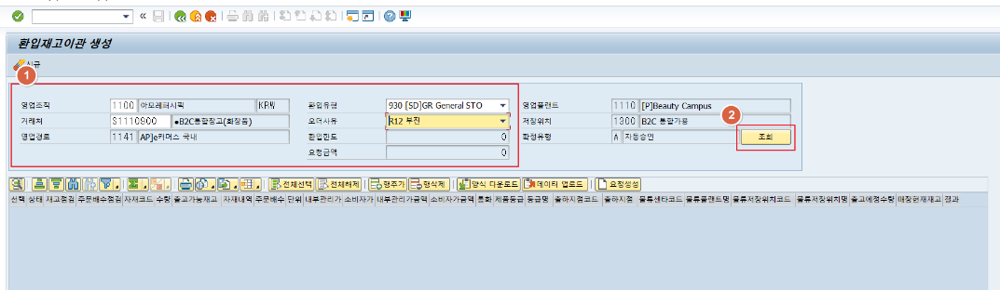 환입재고이관 생성
신규
1
영업조직 1100 아모레퍼시픽 KRW 환입유형 930 [SD]GR General STO 영업플랜트 1110 [P]Beauty Campus
2
거래처 S1110900 ●B2C통합창고(화장품) 오더사유 R12 부진 저장위치 1300 B2C 통합가용
영업경로 1141 AP]e커머스 국내 환입한도 0 확정유형 A 자동승인 조회
요청금액 0
전체선택 전체해제 행추가 행삭제 양식 다운로드 데이터 업로드 요청생성
선택 상태 재고점검 주문배수점검 자재코드 수량 출고가능재고 자재내역 주문배수 단위 내부관리가 소비자가 내부관리가금액 소비자가금액 통화 제품등급 등급명 출하지점코드 출하지점 물류센타코드 물류플랜트명 물류저장위치코드 물류저장위치명 출고예정수량 매장현재재고 결과